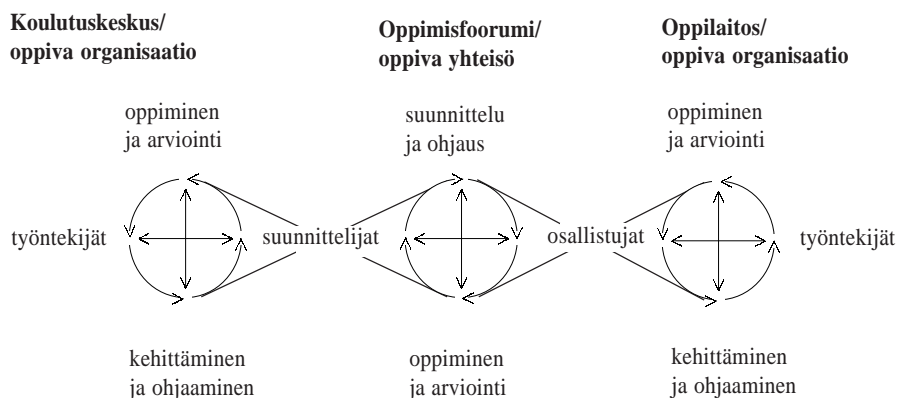 Koulutuskeskus/
oppiva organisaatio
Oppimisfoorumi/
oppiva yhteisö
Oppilaitos/
oppiva organisaatio
oppiminen
ja arviointi
suunnittelu
ja ohjaus
oppiminen
ja arviointi
työntekijät
suunnittelijat
osallistujat
työntekijät
kehittäminen
ja ohjaaminen
oppiminen
ja arviointi
kehittäminen
ja ohjaaminen